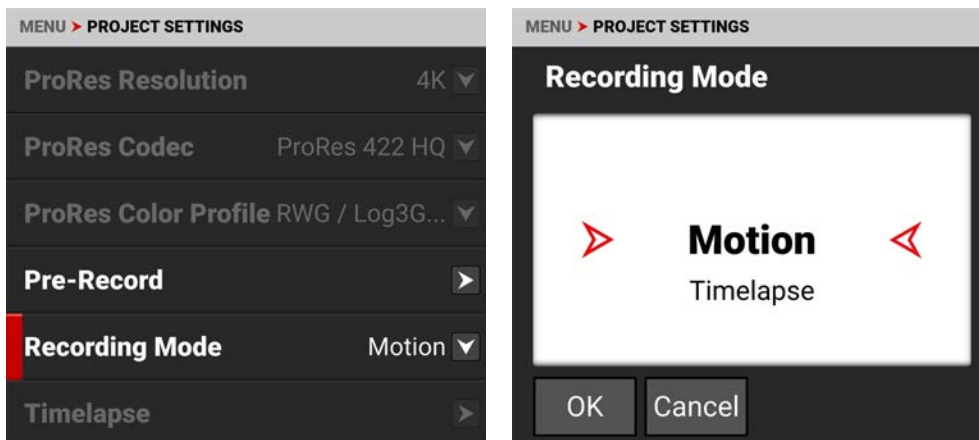 MENU > PROJECT SETTINGS
ProRes Resolution 4K
ProRes Codec ProRes 422 HQ
ProRes Color Profile RWG / Log3G...
Pre-Record
Recording Mode Motion
Timelapse
MENU > PROJECT SETTINGS
Recording Mode
Motion
Timelapse
OK Cancel